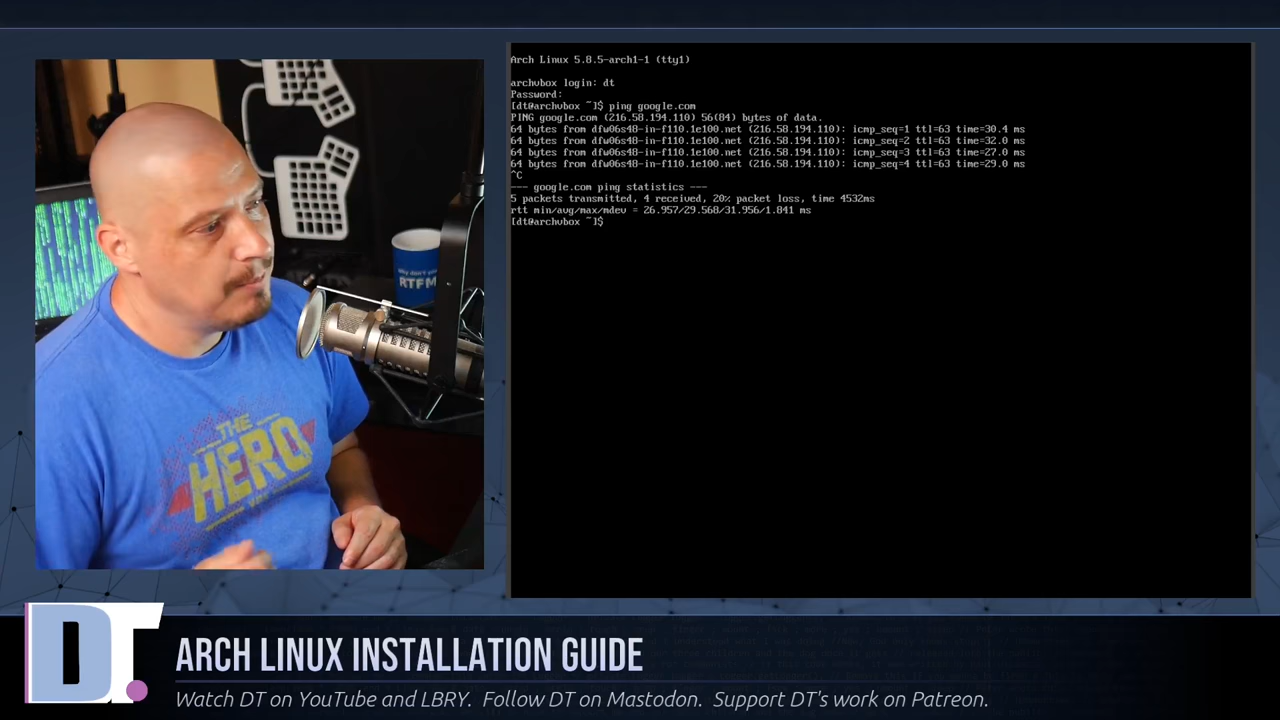 Arch Linux 5.8.5-arch1-1 (tty1)
archvbox login: dt
Password:
[dt@archvbox ~]$ ping google.com
PING google.com (216.58.194.110) 56(84) bytes of data.
64 bytes from dfw06s48-in-f110.1e100.net (216.58.194.110): icmp_seq=1 ttl=63 time=30.4 ms
64 bytes from dfw06s48-in-f110.1e100.net (216.58.194.110): icmp_seq=2 ttl=63 time=32.0 ms
64 bytes from dfw06s48-in-f110.1e100.net (216.58.194.110): icmp_seq=3 ttl=63 time=27.0 ms
64 bytes from dfw06s48-in-f110.1e100.net (216.58.194.110): icmp_seq=4 ttl=63 time=29.0 ms
^C
--- google.com ping statistics ---
5 packets transmitted, 4 received, 20% packet loss, time 4532ms
rtt min/avg/max/mdev = 26.957/29.568/31.956/1.841 ms
[dt@archvbox ~]$
Why don't you
RTFM
THE
HERO
DT.
ARCH LINUX INSTALLATION GUIDE
Watch DT on YouTube and LBRY. Follow DT on Mastodon. Support DT's work on Patreon.